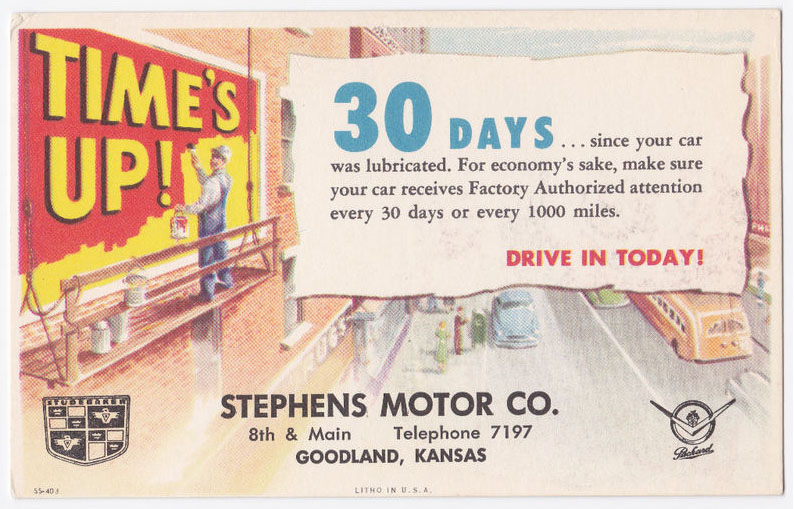 TIME'S
UP!
30 DAYS ... since your car
was lubricated. For economy's sake, make sure
your car receives Factory Authorized attention
every 30 days or every 1000 miles.
DRIVE IN TODAY!
STEPHENS MOTOR CO.
8th & Main Telephone 7197
GOODLAND, KANSAS
STUDEBAKER
Packard
LITHO IN U.S.A.